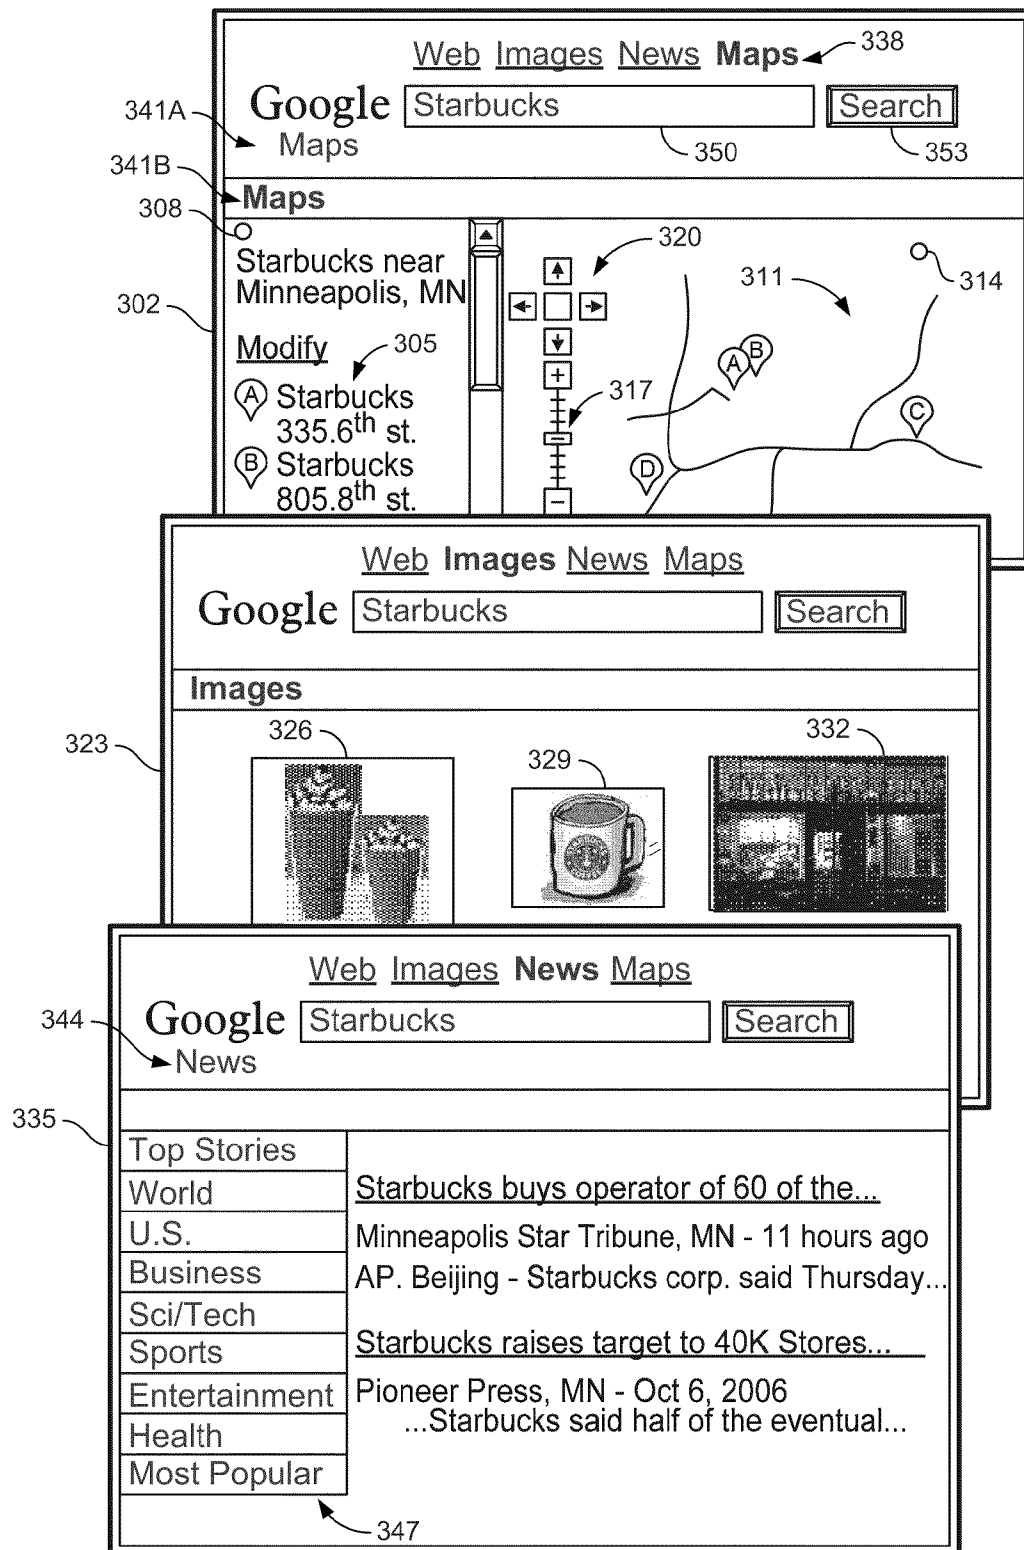 Web Images News Maps 338
341A Google Starbucks Search
Maps 350 353
341B Maps
308 320
Starbucks near 311 314
Minneapolis, MN
302
Modify 305
A Starbucks A B 317
335.6th st. C
B Starbucks D
805.8th st.
Web Images News Maps
Google Starbucks Search
Images
323 326 329 332
Web Images News Maps
344 Google Starbucks Search
News
335
Top Stories
World Starbucks buys operator of 60 of the...
U.S. Minneapolis Star Tribune, MN - 11 hours ago
Business AP. Beijing - Starbucks corp. said Thursday...
Sci/Tech
Sports Starbucks raises target to 40K Stores...
Entertainment Pioneer Press, MN - Oct 6, 2006
Health ...Starbucks said half of the eventual...
Most Popular
347